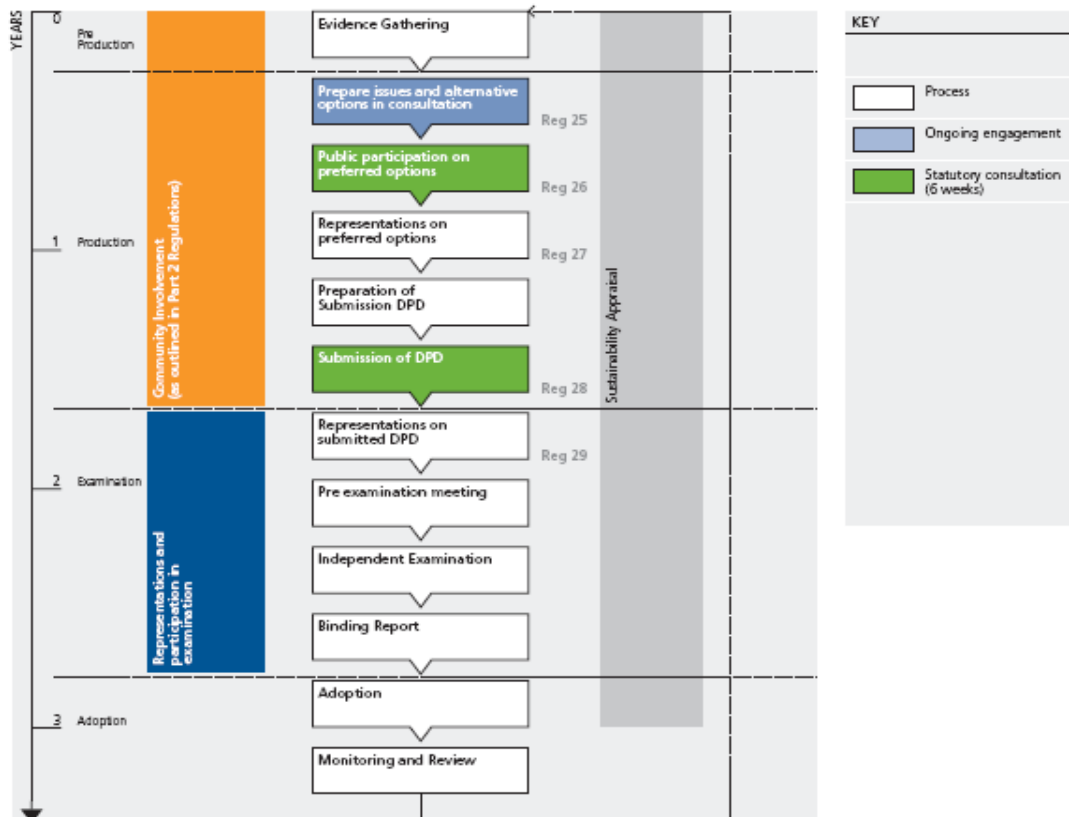 YEARS
0
Pre
Production
Evidence Gathering
Prepare issues and alternative
options in consultation
Reg 25
Public participation on
preferred options
Reg 26
1
Production
Community Involvement
(as outlined in Part 2 Regulations)
Representations on
preferred options
Reg 27
Preparation of
Submission DPD
Submission of DPD
Reg 28
Sustainability Appraisal
Representations on
submitted DPD
Reg 29
2
Examination
Pre examination meeting
Representations and
participation in
examination
Independent Examination
Binding Report
Adoption
3
Adoption
Monitoring and Review
KEY
Process
Ongoing engagement
Statutory consultation
(6 weeks)